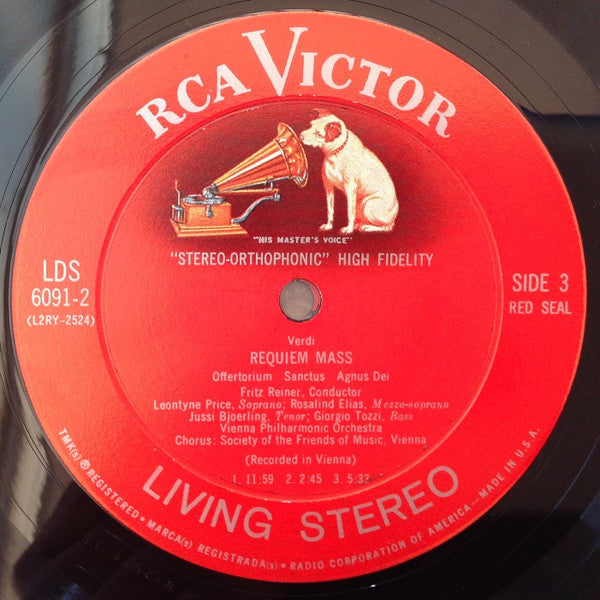 RCA VICTOR
"HIS MASTER'S VOICE"
"STEREO-ORTHOPHONIC" HIGH FIDELITY
LDS
6091-2
(L2RY-2524)
SIDE 3
RED SEAL
Verdi
REQUIEM MASS
Offertorium Sanctus Agnus Dei
Fritz Reiner, Conductor
Leontyne Price, Soprano; Rosalind Elias, Mezzo-soprano
Jussi Bjoerling, Tenor; Giorgio Tozzi, Bass
Vienna Philharmonic Orchestra
Chorus: Society of the Friends of Music, Vienna
(Recorded in Vienna)
1. 11:59 2. 2:45 3. 5:33
LIVING STEREO
TMK(s) ® REGISTERED • MARCA(s) REGISTRADA(s) • RADIO CORPORATION OF AMERICA — MADE IN U.S.A.